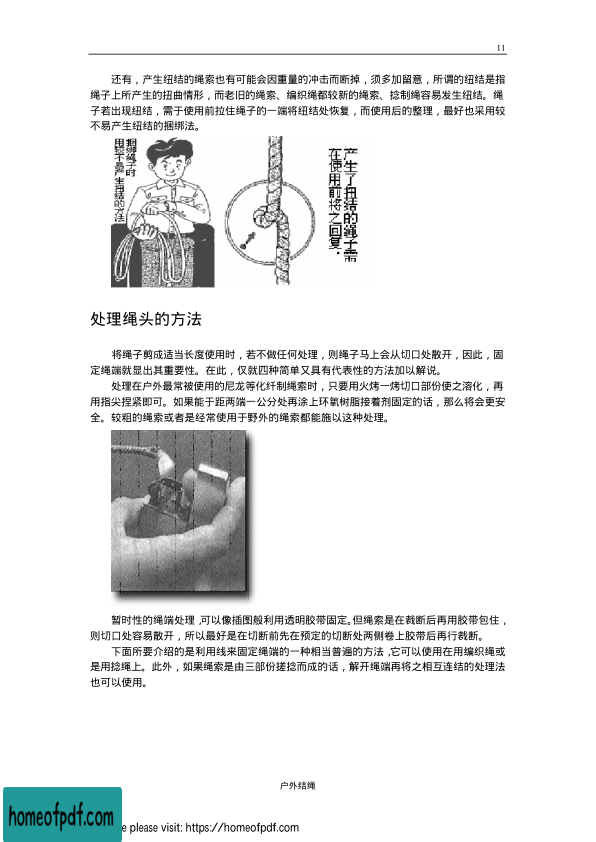 11
还有，产生纽结的绳索也有可能会因重量的冲击而断掉，须多加留意，所谓的纽结是指
绳子上所产生的扭曲情形，而老旧的绳索、编织绳都较新的绳索、捻制绳容易发生纽结。绳
子若出现纽结，需于使用前拉住绳子的一端将纽结处恢复，而使用后的整理，最好也采用较
不易产生纽结的捆绑法。
捆绑绳子时
用较不易产生扭结的方法
产生了扭结的绳子需
在使用前将之回复．
处理绳头的方法
将绳子剪成适当长度使用时，若不做任何处理，则绳子马上会从切口处散开，因此，固
定绳端就显出其重要性。在此，仅就四种简单又具有代表性的方法加以解说。
处理在户外最常被使用的尼龙等化纤制绳索时，只要用火烤一烤切口部份使之溶化，再
用指尖捏紧即可。如果能于距两端一公分处再涂上环氧树脂接着剂固定的话，那么将会更安
全。较粗的绳索或者是经常使用于野外的绳索都能施以这种处理。
暂时性的绳端处理，可以像插图般利用透明胶带固定。但绳索是在裁断后再用胶带包住，
则切口处容易散开，所以最好是在切断前先在预定的切断处两侧卷上胶带后再行裁断。
下面所要介绍的是利用线来固定绳端的一种相当普遍的方法，它可以使用在用编织绳或
是用捻绳上。此外，如果绳索是由三部份搓捻而成的话，解开绳端再将之相互连结的处理法
也可以使用。
户外结绳
homeofpdf.com
e please visit: https://homeofpdf.com